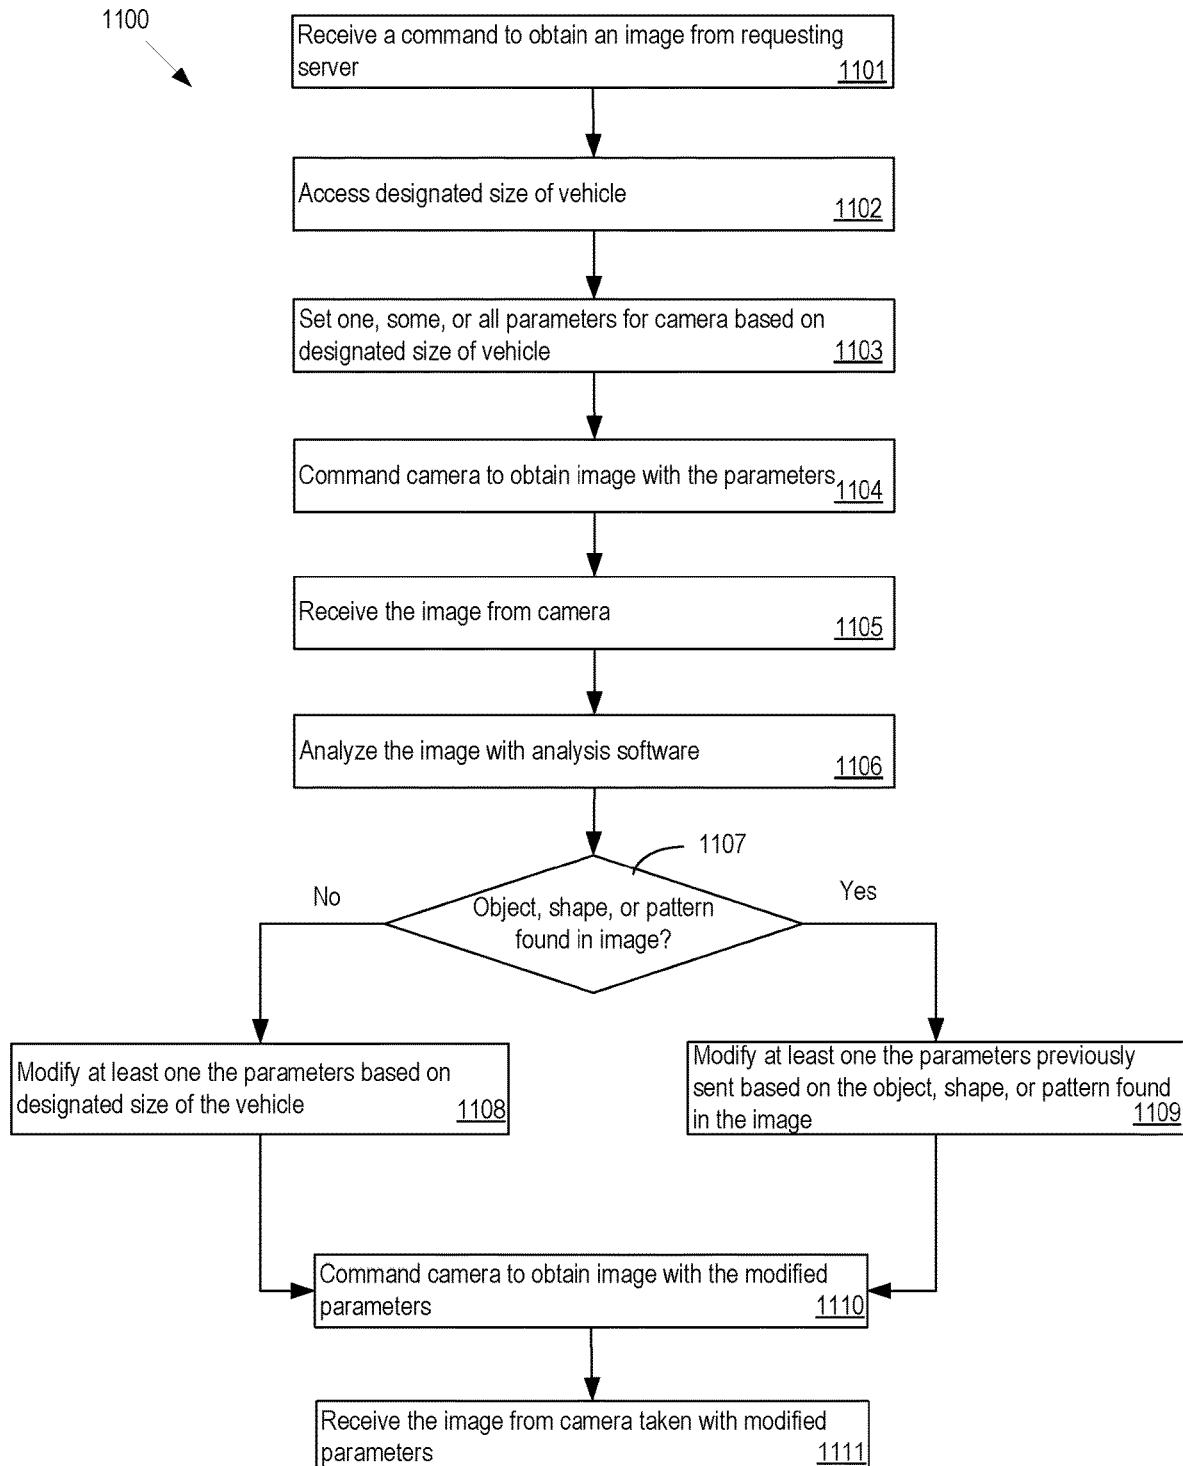 1100
Receive a command to obtain an image from requesting
server
1101
Access designated size of vehicle
1102
Set one, some, or all parameters for camera based on
designated size of vehicle
1103
Command camera to obtain image with the parameters
1104
Receive the image from camera
1105
Analyze the image with analysis software
1106
1107
No
Yes
Object, shape, or pattern
found in image?
Modify at least one the parameters based on
designated size of the vehicle
1108
Modify at least one the parameters previously
sent based on the object, shape, or pattern found
in the image
1109
Command camera to obtain image with the modified
parameters
1110
Receive the image from camera taken with modified
parameters
1111